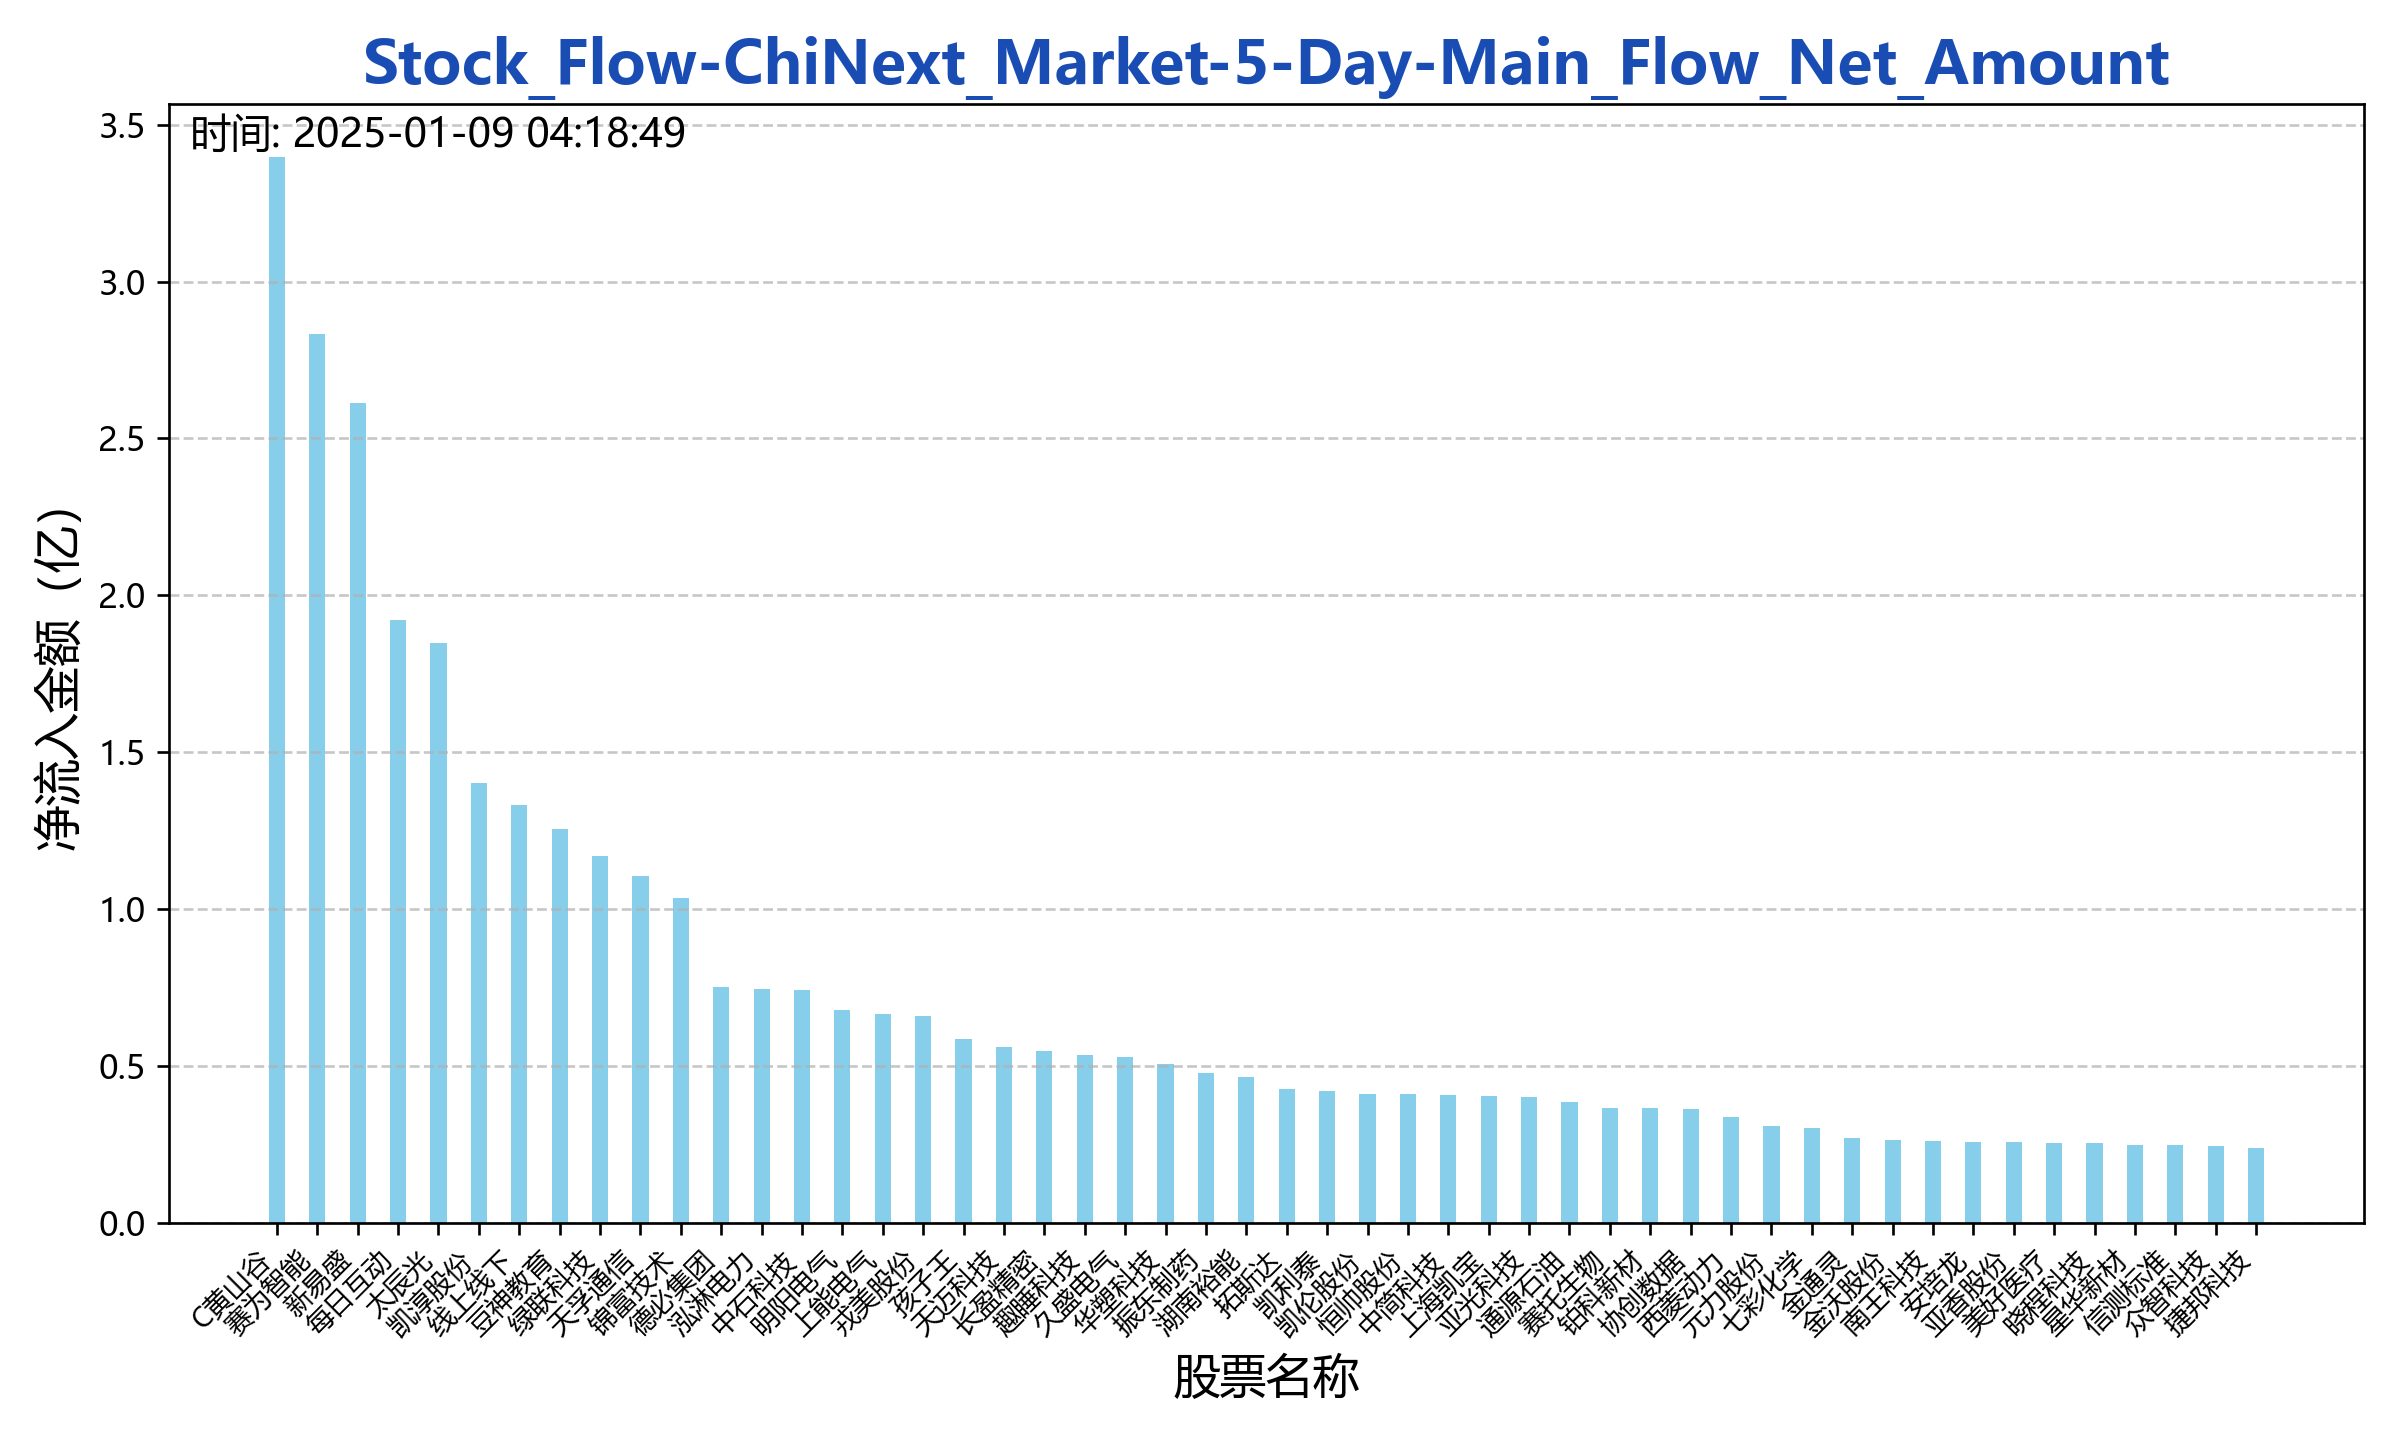 Stock_Flow-ChiNext_Market-5-Day-Main_Flow_Net_Amount
时间: 2025-01-09 04:18:49
净流入金额 (亿)
3.5
3.0
2.5
2.0
1.5
1.0
0.5
0.0
C黄山谷
赛为智能
新易盛
每日互动
太辰光
凯淳股份
线上线下
豆神教育
绿联科技
天孚通信
锦富技术
德必集团
泓淋电力
中石科技
明阳电气
上能电气
戎美股份
孩子王
天迈科技
长盈精密
趣睡科技
久盛电气
华塑科技
振东制药
湖南裕能
拓斯达
凯利泰
凯伦股份
恒帅股份
中简科技
上海凯宝
亚光科技
通源石油
赛托生物
铂科新材
协创数据
西菱动力
元力股份
七彩化学
金通灵
金沃股份
南王科技
安培龙
亚香股份
美好医疗
晓程科技
星华新材
信测标准
众智科技
捷邦科技
股票名称